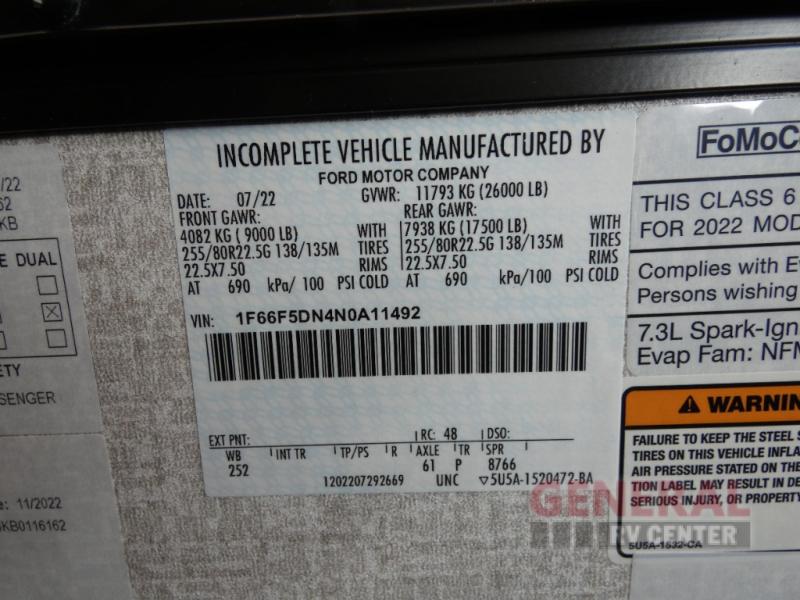 INCOMPLETE VEHICLE MANUFACTURED BY
FORD MOTOR COMPANY
DATE: 07/22 GVWR: 11793 KG (26000 LB)
FRONT GAWR: REAR GAWR:
4082 KG ( 9000 LB) WITH 7938 KG (17500 LB) WITH
255/80R22.5G 138/135M TIRES 255/80R22.5G 138/135M TIRES
22.5X7.50 RIMS 22.5X7.50 RIMS
AT 690 kPa/ 100 PSI COLD AT 690 kPa/ 100 PSI COLD
VIN: 1F66F5DN4N0A11492
EXT PNT: RC: 48 DSO:
WB INT TR TP/PS R AXLE TR SPR
252 61 P 8766
1202207292669 UNC ▽5U5A-1520472-BA
/22
62
KB
E DUAL
ETY
SENGER
e: 11/2022
KB0116162
FoMoC
THIS CLASS 6
FOR 2022 MOD
Complies with E
Persons wishing
7.3L Spark-Ign
Evap Fam: NFM
WARNIN
FAILURE TO KEEP THE STEEL
TIRES ON THIS VEHICLE INFLA
AIR PRESSURE STATED ON THE
TION LABEL MAY RESULT IN DE
SERIOUS INJURY, OR PROPERTY
5U5A-1532-CA
GENERAL
RV CENTER